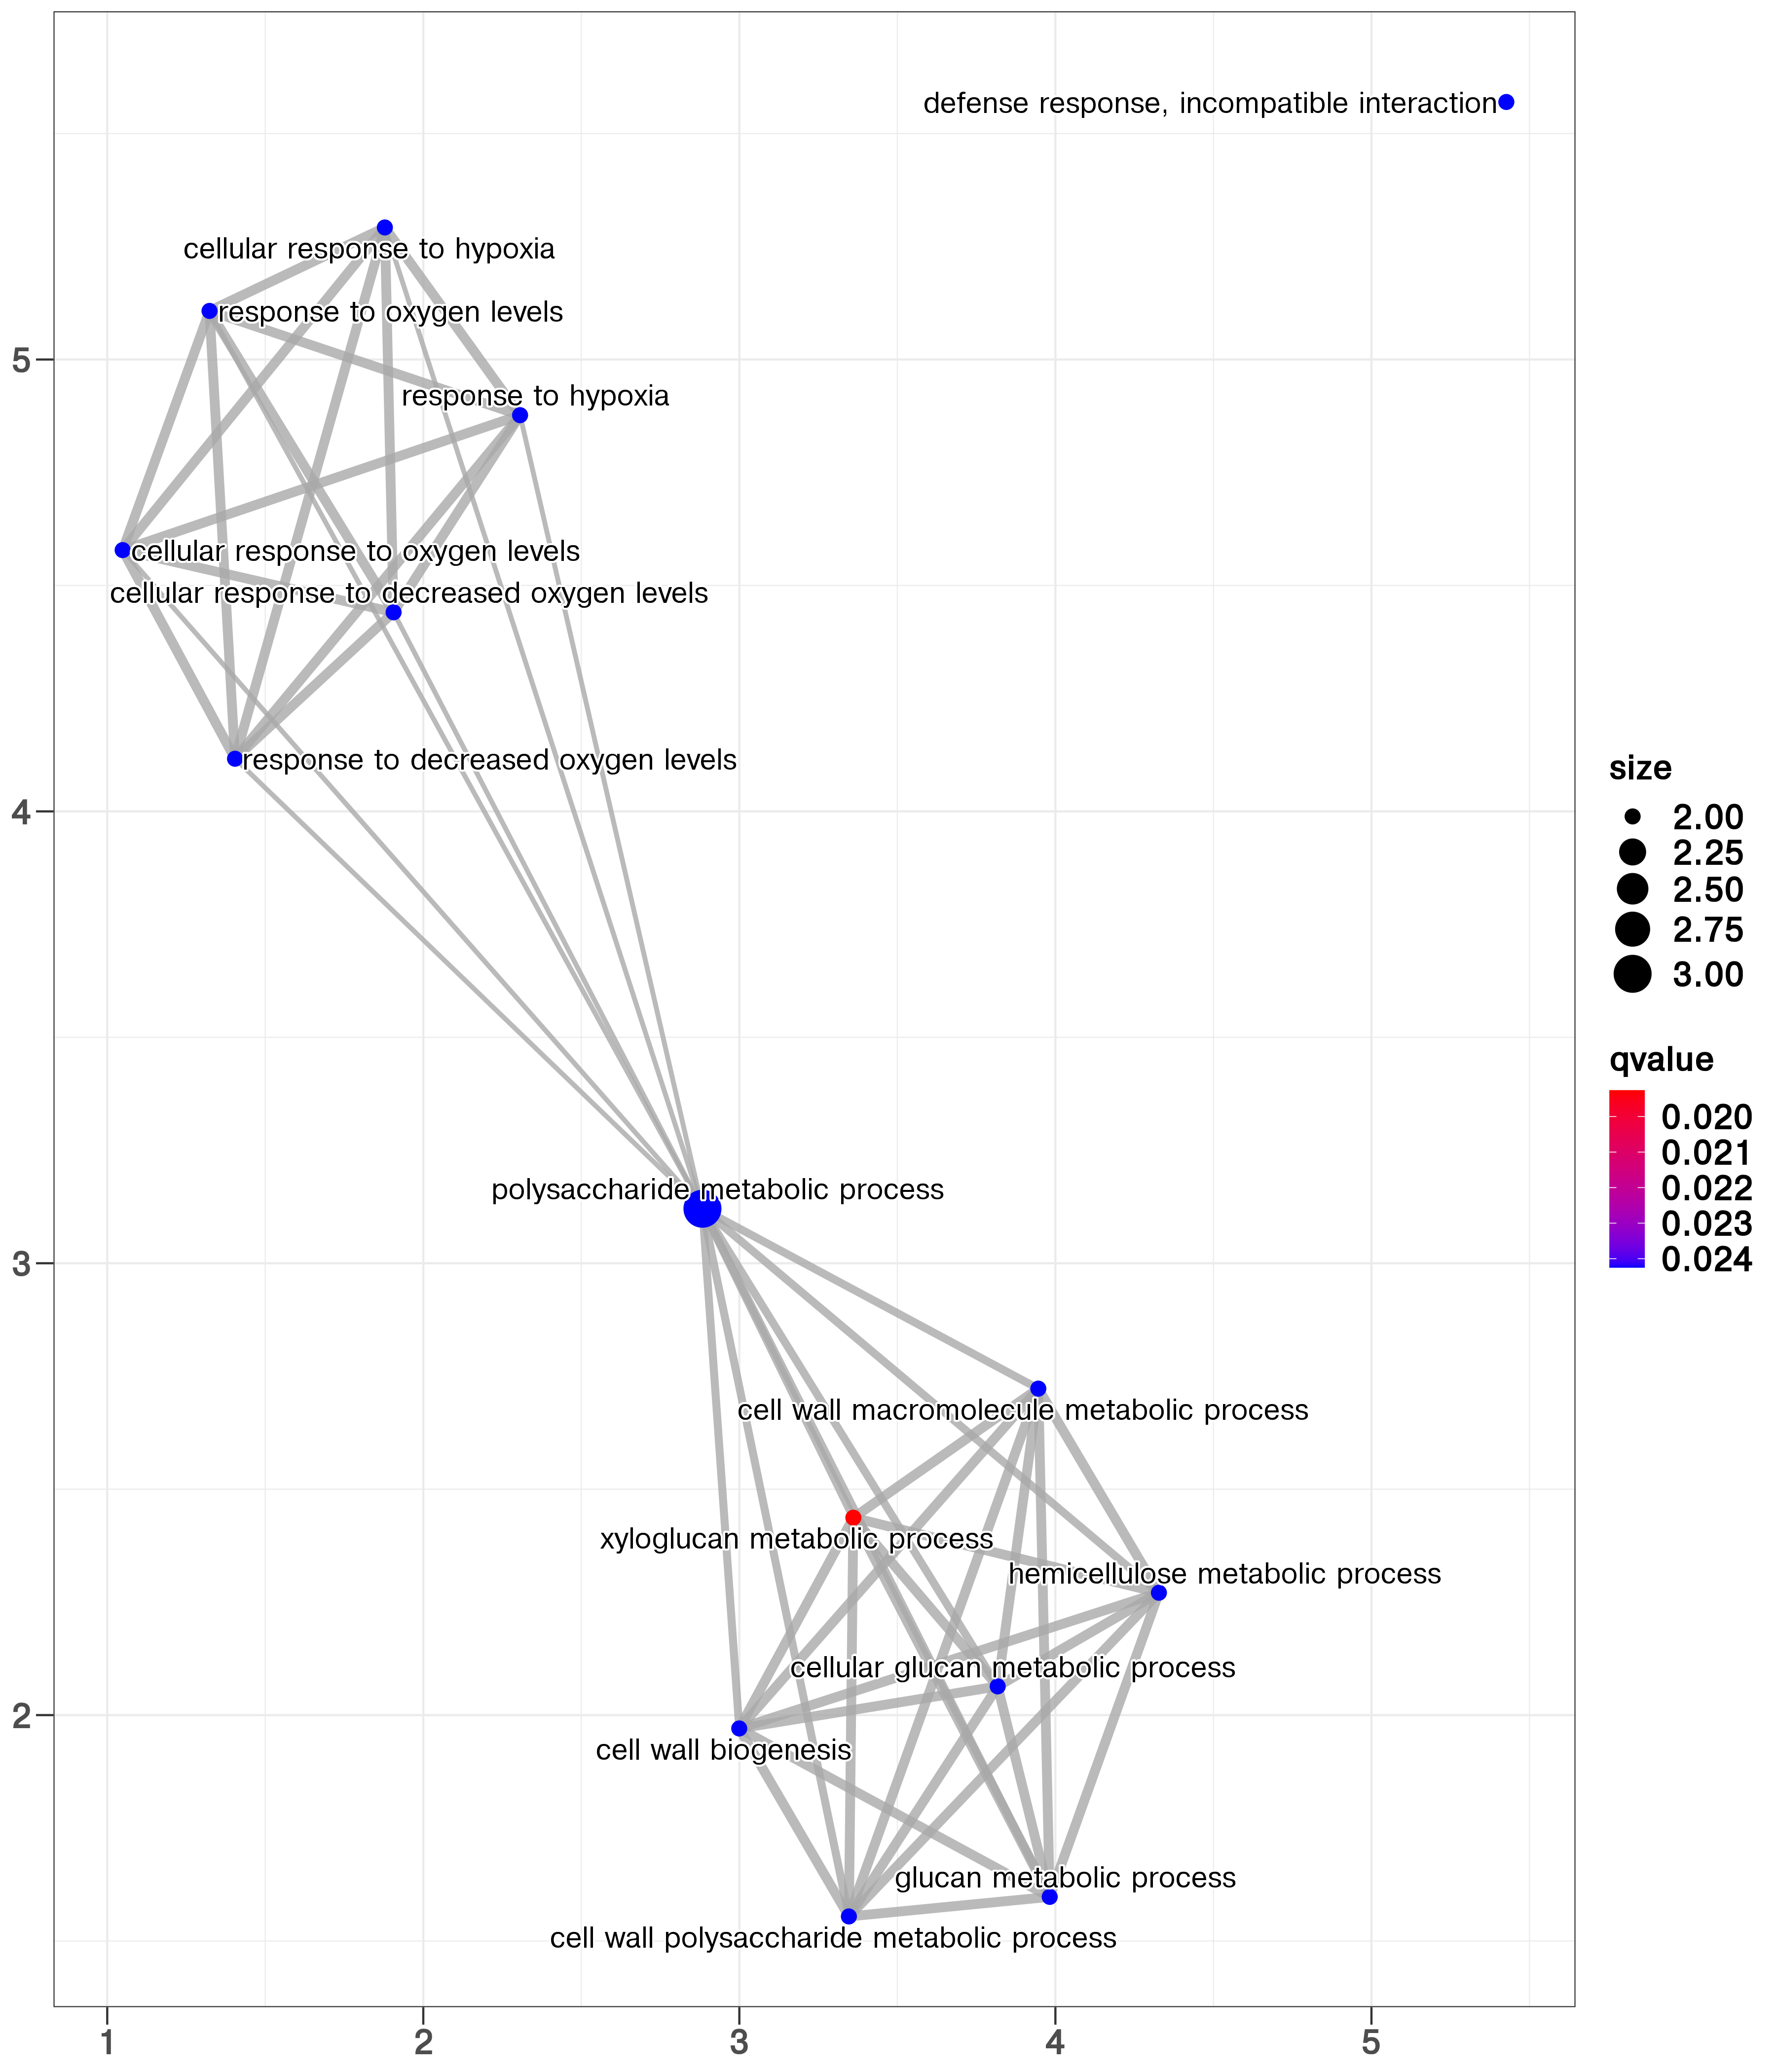 defense response, incompatible interaction
cellular response to hypoxia
response to oxygen levels
response to hypoxia
cellular response to oxygen levels
cellular response to decreased oxygen levels
response to decreased oxygen levels
polysaccharide metabolic process
cell wall macromolecule metabolic process
xyloglucan metabolic process
hemicellulose metabolic process
cellular glucan metabolic process
cell wall biogenesis
glucan metabolic process
cell wall polysaccharide metabolic process
5
4
3
2
1
2
3
4
5
size
2.00
2.25
2.50
2.75
3.00
qvalue
0.020
0.021
0.022
0.023
0.024